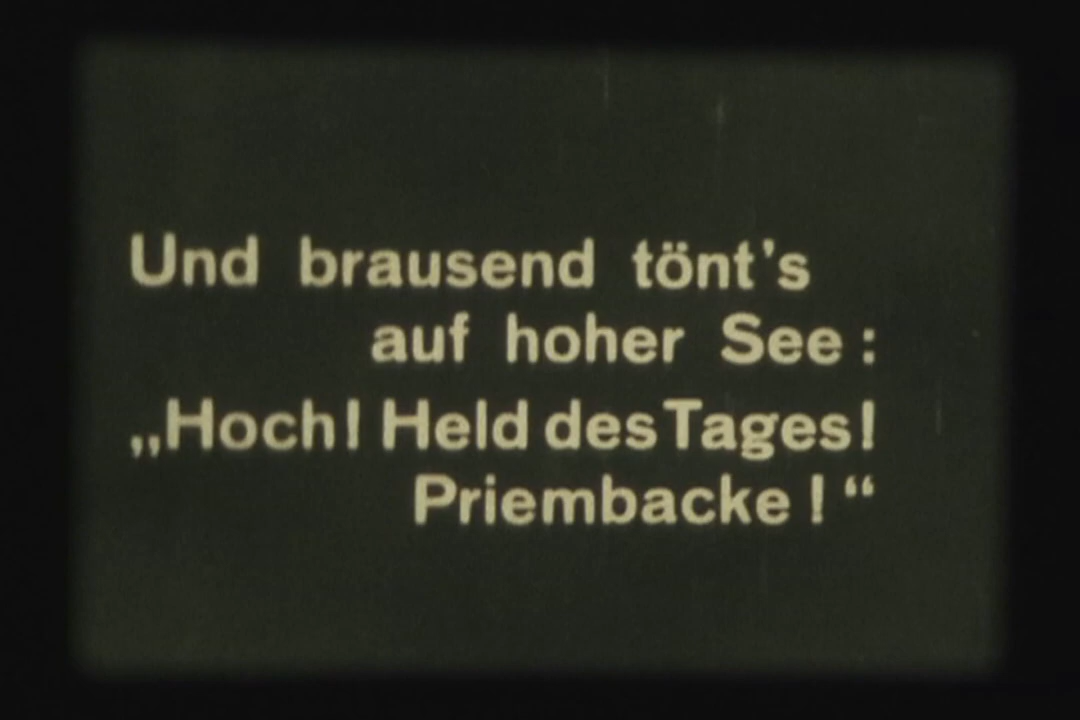 Und brausend tönt's
auf hoher See :
„Hoch! Held des Tages!
Priembacke ! “